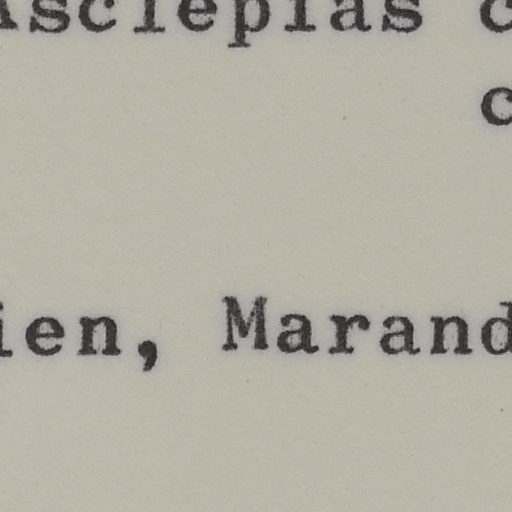 Asclepias c
c
ien, Marand